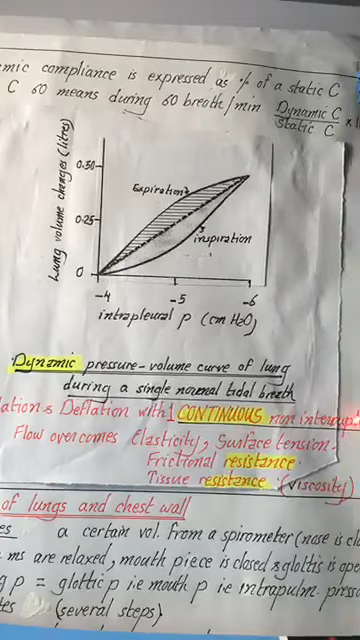 mic compliance is expressed as % of a static C
C 60 means during 60 breath/min Dynamic C
Static C
Lung volume changes (litres)
0.50
0.25
0
Expiration
inspiration
-4
-5
-6
intrapleural p (cm H2O)
Dynamic pressure-volume curve of lung
during a single normal tidal breath
lation & Deflation with 1 CONTINUOUS non interrup
Flow overcomes Elasticity, Surface tension
Frictional resistance
Tissue resistance (viscosity)
of lungs and chest wall
es a certain vol. from a spirometer (nose is clo
ms are relaxed, mouth piece is closed & glottis is ope
g p = glottic p ie mouth p ie intrapulm. press
tes (several steps)